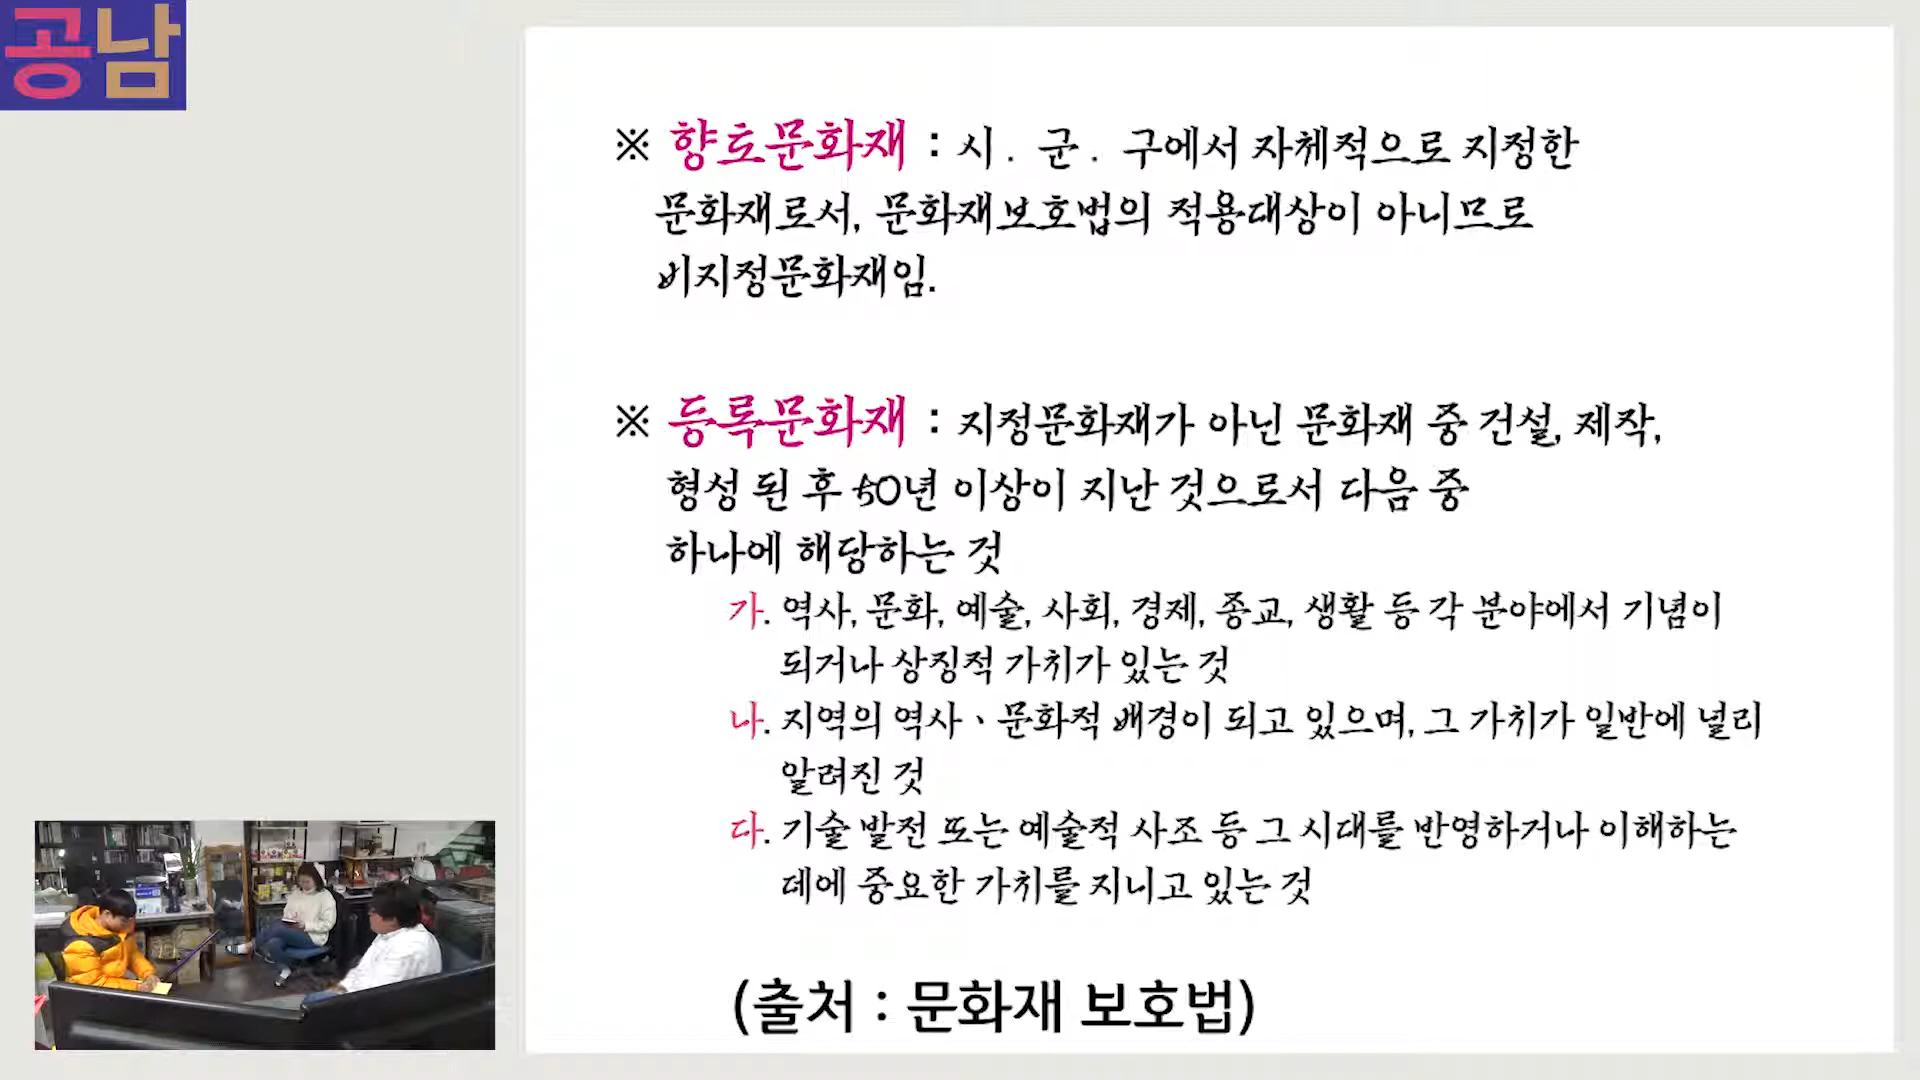 공남
※ 향토문화재 : 시. 군. 구에서 자체적으로 지정한
문화재로서, 문화재보호법의 적용대상이 아니므로
비지정문화재임.
※ 등록문화재 : 지정문화재가 아닌 문화재 중 건설, 제작,
형성 된 후 50년 이상이 지난 것으로서 다음 중
하나에 해당하는 것
가. 역사, 문화, 예술, 사회, 경제, 종교, 생활 등 각 분야에서 기념이
되거나 상징적 가치가 있는 것
나. 지역의 역사、문화적 배경이 되고 있으며, 그 가치가 일반에 널리
알려진 것
다. 기술 발전 또는 예술적 사조 등 그 시대를 반영하거나 이해하는
데에 중요한 가치를 지니고 있는 것
(출처 : 문화재 보호법)